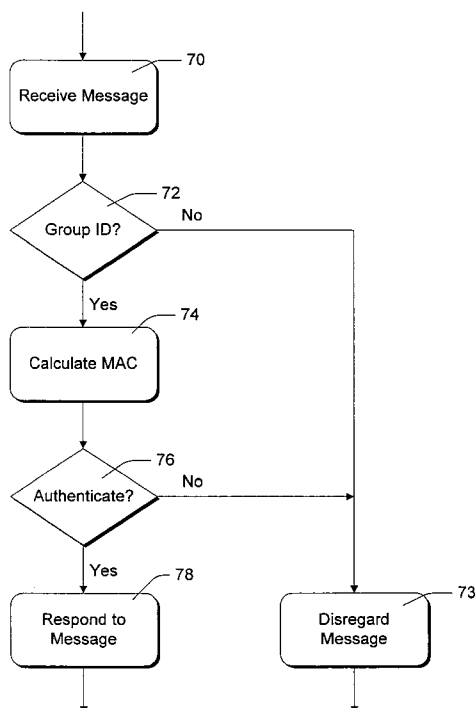 70
Receive Message
72
Group ID?
No
Yes
74
Calculate MAC
76
Authenticate?
No
Yes
78
Respond to
Message
73
Disregard
Message